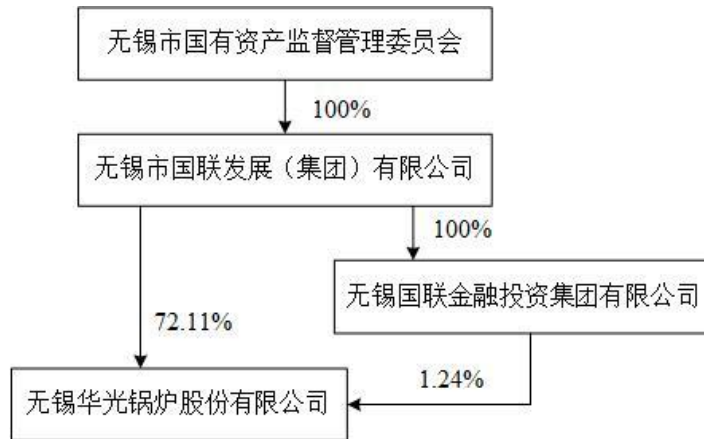 无锡市国有资产监督管理委员会
100%
无锡市国联发展（集团）有限公司
100%
无锡国联金融投资集团有限公司
72.11%
1.24%
无锡华光锅炉股份有限公司